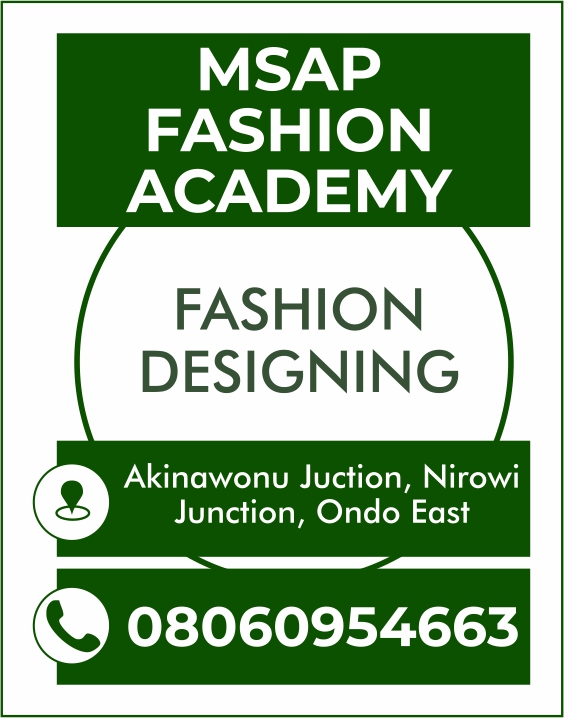 MSAP
FASHION
ACADEMY
FASHION
DESIGNING
Akinawonu Juction, Nirowi
Junction, Ondo East
08060954663